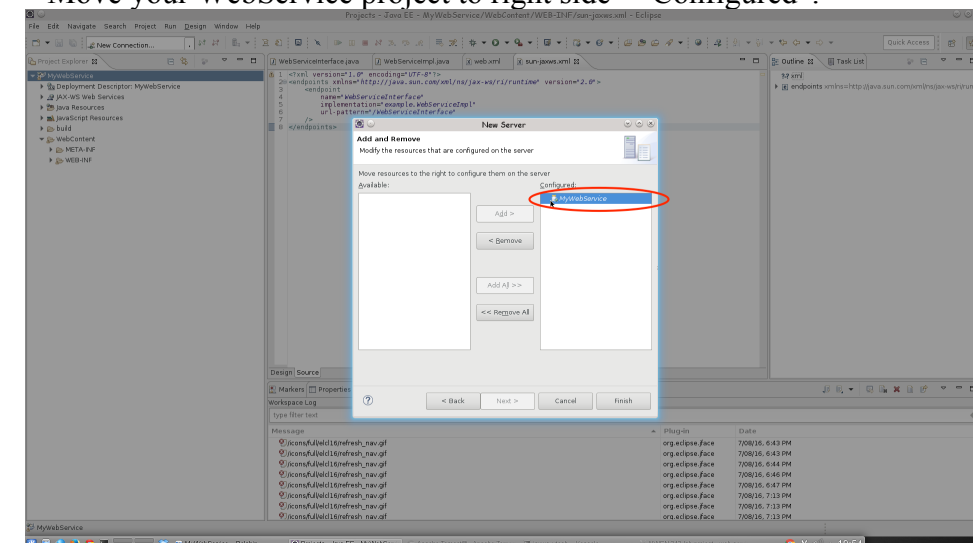 Move your WebService project to right side – "Configured".
Projects - Java EE - MyWebService/WebContent/WEB-INF/sun-jaxws.xml - Eclipse
File Edit Navigate Search Project Run Design Window Help
New Connection...
Quick Access
Project Explorer
MyWebService
Deployment Descriptor: MyWebService
JAX-WS Web Services
Java Resources
JavaScript Resources
build
WebContent
META-INF
WEB-INF
WebServiceInterface.java WebServiceImpl.java web.xml sun-jaxws.xml
1 <?xml version="1.0" encoding="UTF-8"?>
2 <endpoints xmlns="http://java.sun.com/xml/ns/jax-ws/ri/runtime" version="2.0">
3 <endpoint
4 name="WebServiceInterface"
5 implementation="example.WebServiceImpl"
6 url-pattern="/WebServiceInterface"
7 />
8 </endpoints>
Design Source
Outline Task List
xml
endpoints xmlns=http://java.sun.com/xml/ns/jax-ws/ri/run
New Server
Add and Remove
Modify the resources that are configured on the server
Move resources to the right to configure them on the server
Available:
Configured:
MyWebService
Add >
< Remove
Add All >>
<< Remove All
? < Back Next > Cancel Finish
Markers Properties
Workspace Log
type filter text
Message Plug-in Date
/icons/full/elcl16/refresh_nav.gif org.eclipse.jface 7/08/16, 6:43 PM
/icons/full/elcl16/refresh_nav.gif org.eclipse.jface 7/08/16, 6:43 PM
/icons/full/elcl16/refresh_nav.gif org.eclipse.jface 7/08/16, 6:44 PM
/icons/full/elcl16/refresh_nav.gif org.eclipse.jface 7/08/16, 6:46 PM
/icons/full/elcl16/refresh_nav.gif org.eclipse.jface 7/08/16, 6:47 PM
/icons/full/elcl16/refresh_nav.gif org.eclipse.jface 7/08/16, 7:13 PM
/icons/full/elcl16/refresh_nav.gif org.eclipse.jface 7/08/16, 7:13 PM
/icons/full/elcl16/refresh_nav.gif org.eclipse.jface 7/08/16, 7:13 PM
MyWebService